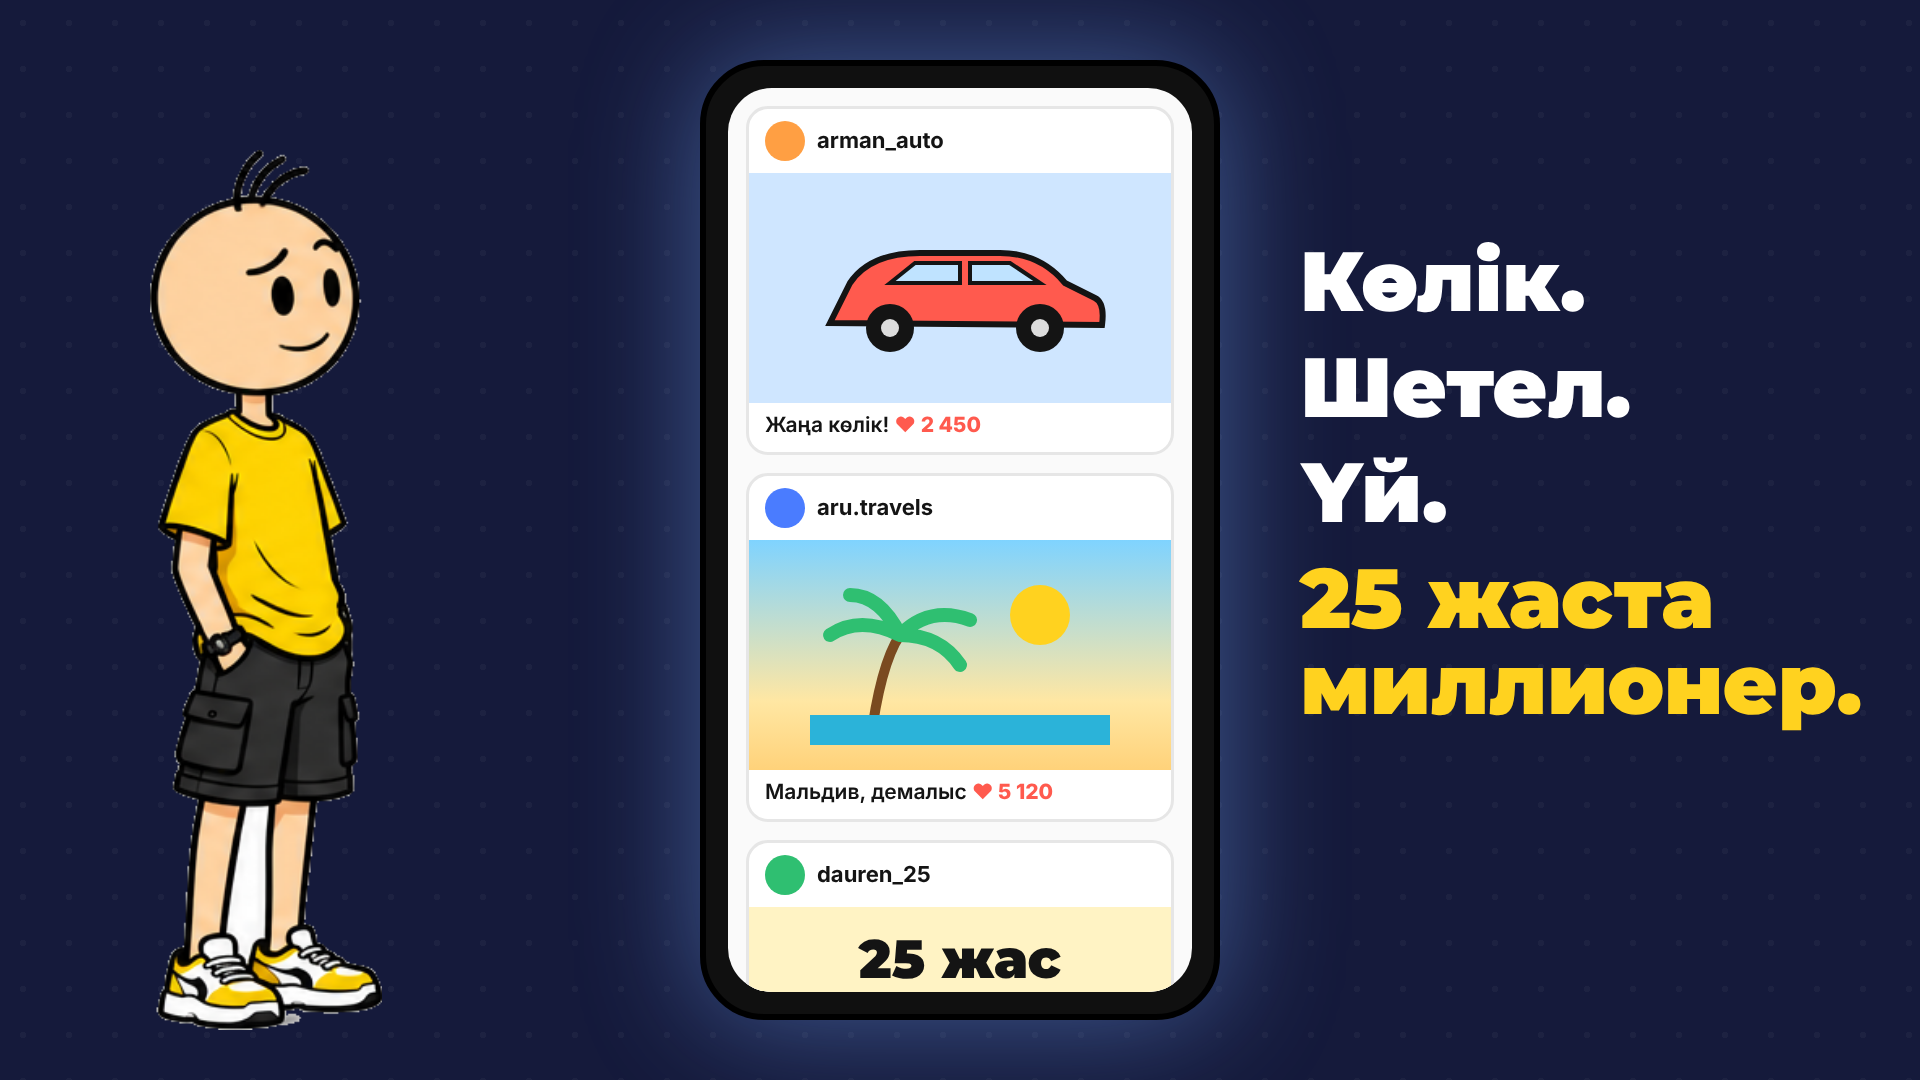 arman_auto
Жаңа көлік! ♥ 2 450
aru.travels
Мальдив, демалыс ♥ 5 120
dauren_25
25 жас
Көлік.
Шетел.
Үй.
25 жаста
миллионер.